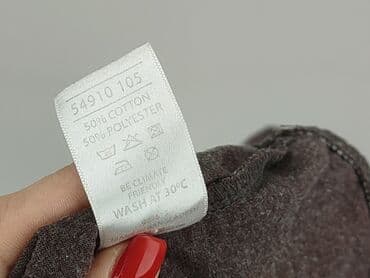 54910 105
50% COTTON
50% POLYESTER
BE CLIMATE
FRIENDLY
WASH AT 30°C